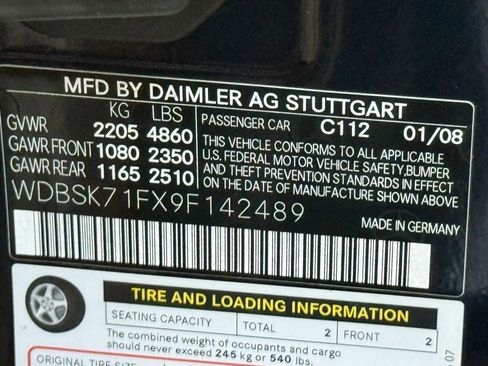 MFD BY DAIMLER AG STUTTGART
KG LBS
GVWR 2205 4860
GAWR FRONT 1080 2350
GAWR REAR 1165 2510
PASSENGER CAR C112 01/08
THIS VEHICLE CONFORMS TO ALL APPLICABLE
U.S. FEDERAL MOTOR VEHICLE SAFETY,BUMPER
AND THEFT PREVENTION STANDARDS IN EFFECT
ON THE DATE OF MANUFACTURE SHOWN ABOVE
WDBSK71FX9F142489
MADE IN GERMANY
TIRE AND LOADING INFORMATION
SEATING CAPACITY TOTAL 2 FRONT 2
The combined weight of occupants and cargo
should never exceed 245 kg or 540 lbs.
ORIGINAL TIRE SIZE
07